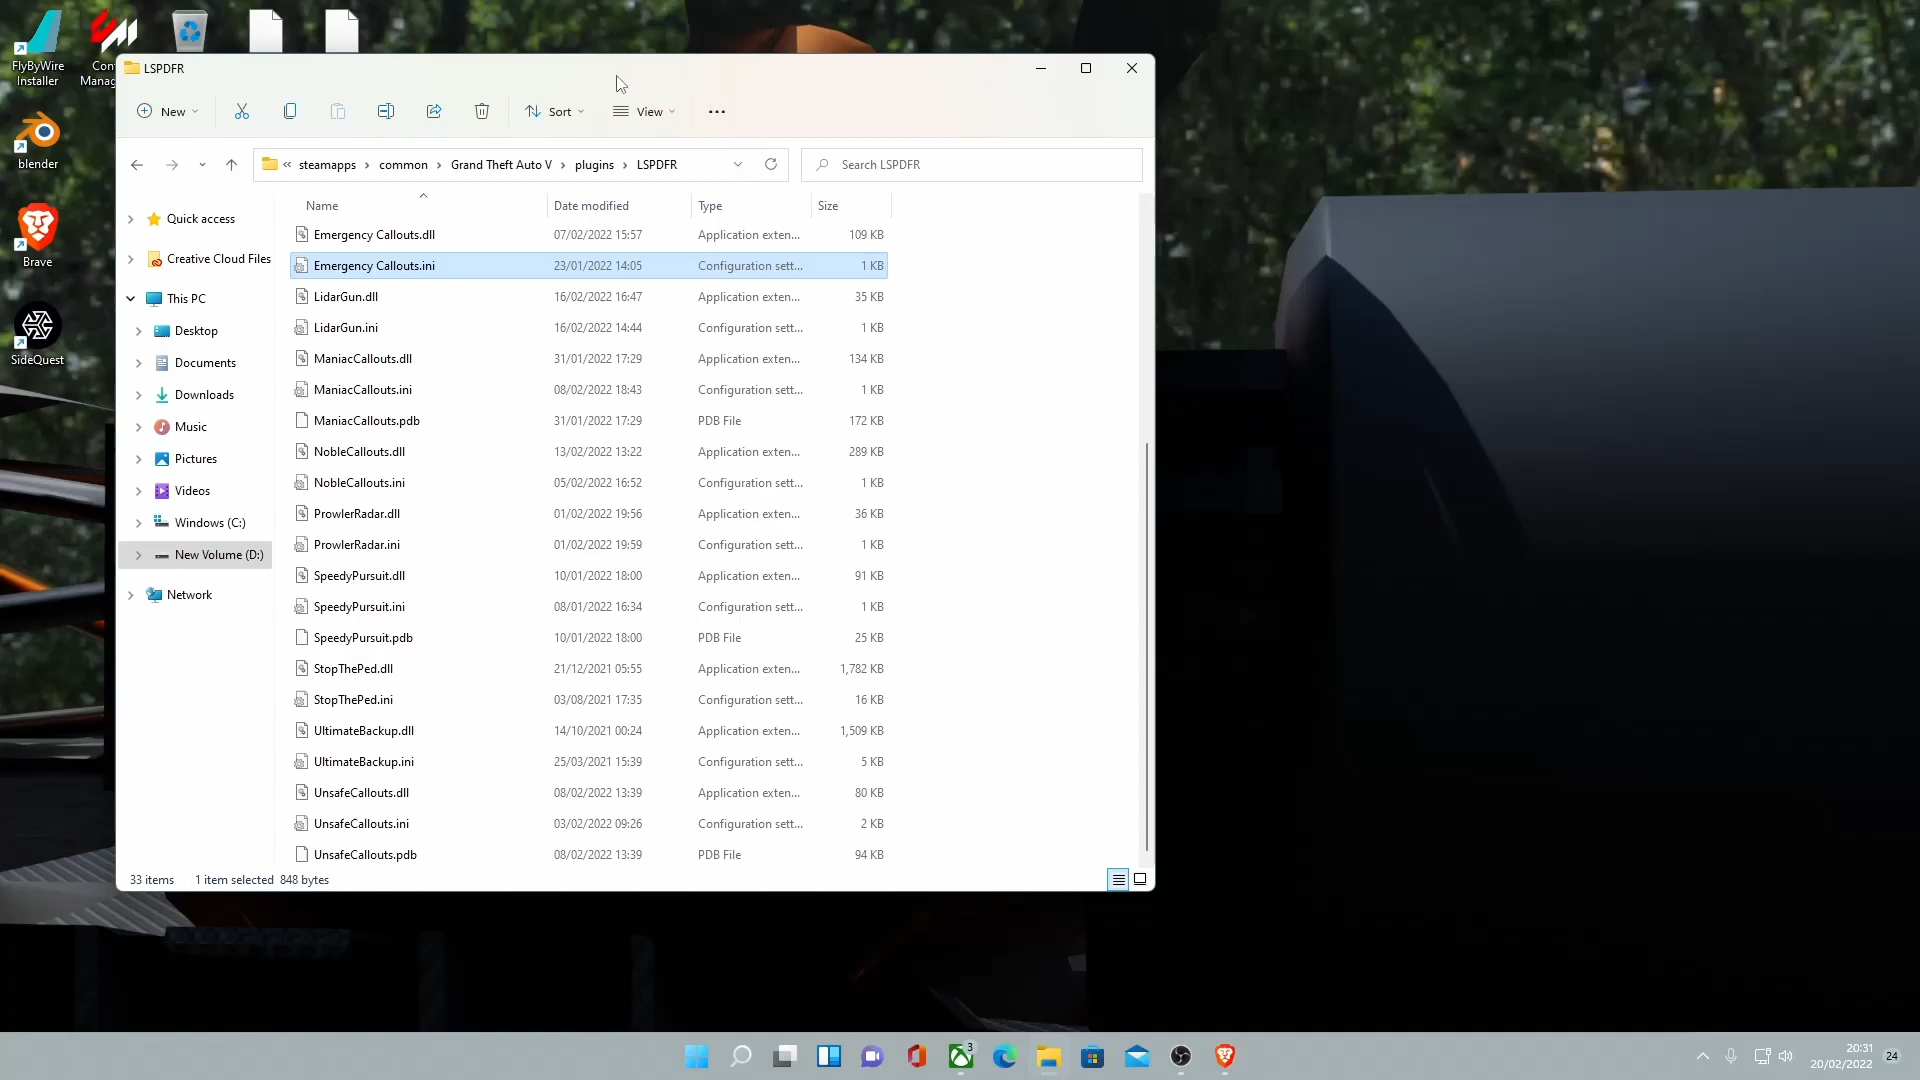 FlyByWire
Installer
Con
Manag
blender
Brave
SideQuest
LSPDFR
New
Sort
View
« steamapps > common > Grand Theft Auto V > plugins > LSPDFR
Search LSPDFR
Quick access
Creative Cloud Files
This PC
Desktop
Documents
Downloads
Music
Pictures
Videos
Windows (C:)
New Volume (D:)
Network
Name Date modified Type Size
Emergency Callouts.dll 07/02/2022 15:57 Application exten... 109 KB
Emergency Callouts.ini 23/01/2022 14:05 Configuration sett... 1 KB
LidarGun.dll 16/02/2022 16:47 Application exten... 35 KB
LidarGun.ini 16/02/2022 14:44 Configuration sett... 1 KB
ManiacCallouts.dll 31/01/2022 17:29 Application exten... 134 KB
ManiacCallouts.ini 08/02/2022 18:43 Configuration sett... 1 KB
ManiacCallouts.pdb 31/01/2022 17:29 PDB File 172 KB
NobleCallouts.dll 13/02/2022 13:22 Application exten... 289 KB
NobleCallouts.ini 05/02/2022 16:52 Configuration sett... 1 KB
ProwlerRadar.dll 01/02/2022 19:56 Application exten... 36 KB
ProwlerRadar.ini 01/02/2022 19:59 Configuration sett... 1 KB
SpeedyPursuit.dll 10/01/2022 18:00 Application exten... 91 KB
SpeedyPursuit.ini 08/01/2022 16:34 Configuration sett... 1 KB
SpeedyPursuit.pdb 10/01/2022 18:00 PDB File 25 KB
StopThePed.dll 21/12/2021 05:55 Application exten... 1,782 KB
StopThePed.ini 03/08/2021 17:35 Configuration sett... 16 KB
UltimateBackup.dll 14/10/2021 00:24 Application exten... 1,509 KB
UltimateBackup.ini 25/03/2021 15:39 Configuration sett... 5 KB
UnsafeCallouts.dll 08/02/2022 13:39 Application exten... 80 KB
UnsafeCallouts.ini 03/02/2022 09:26 Configuration sett... 2 KB
UnsafeCallouts.pdb 08/02/2022 13:39 PDB File 94 KB
33 items 1 item selected 848 bytes
3
20:31
20/02/2022
24